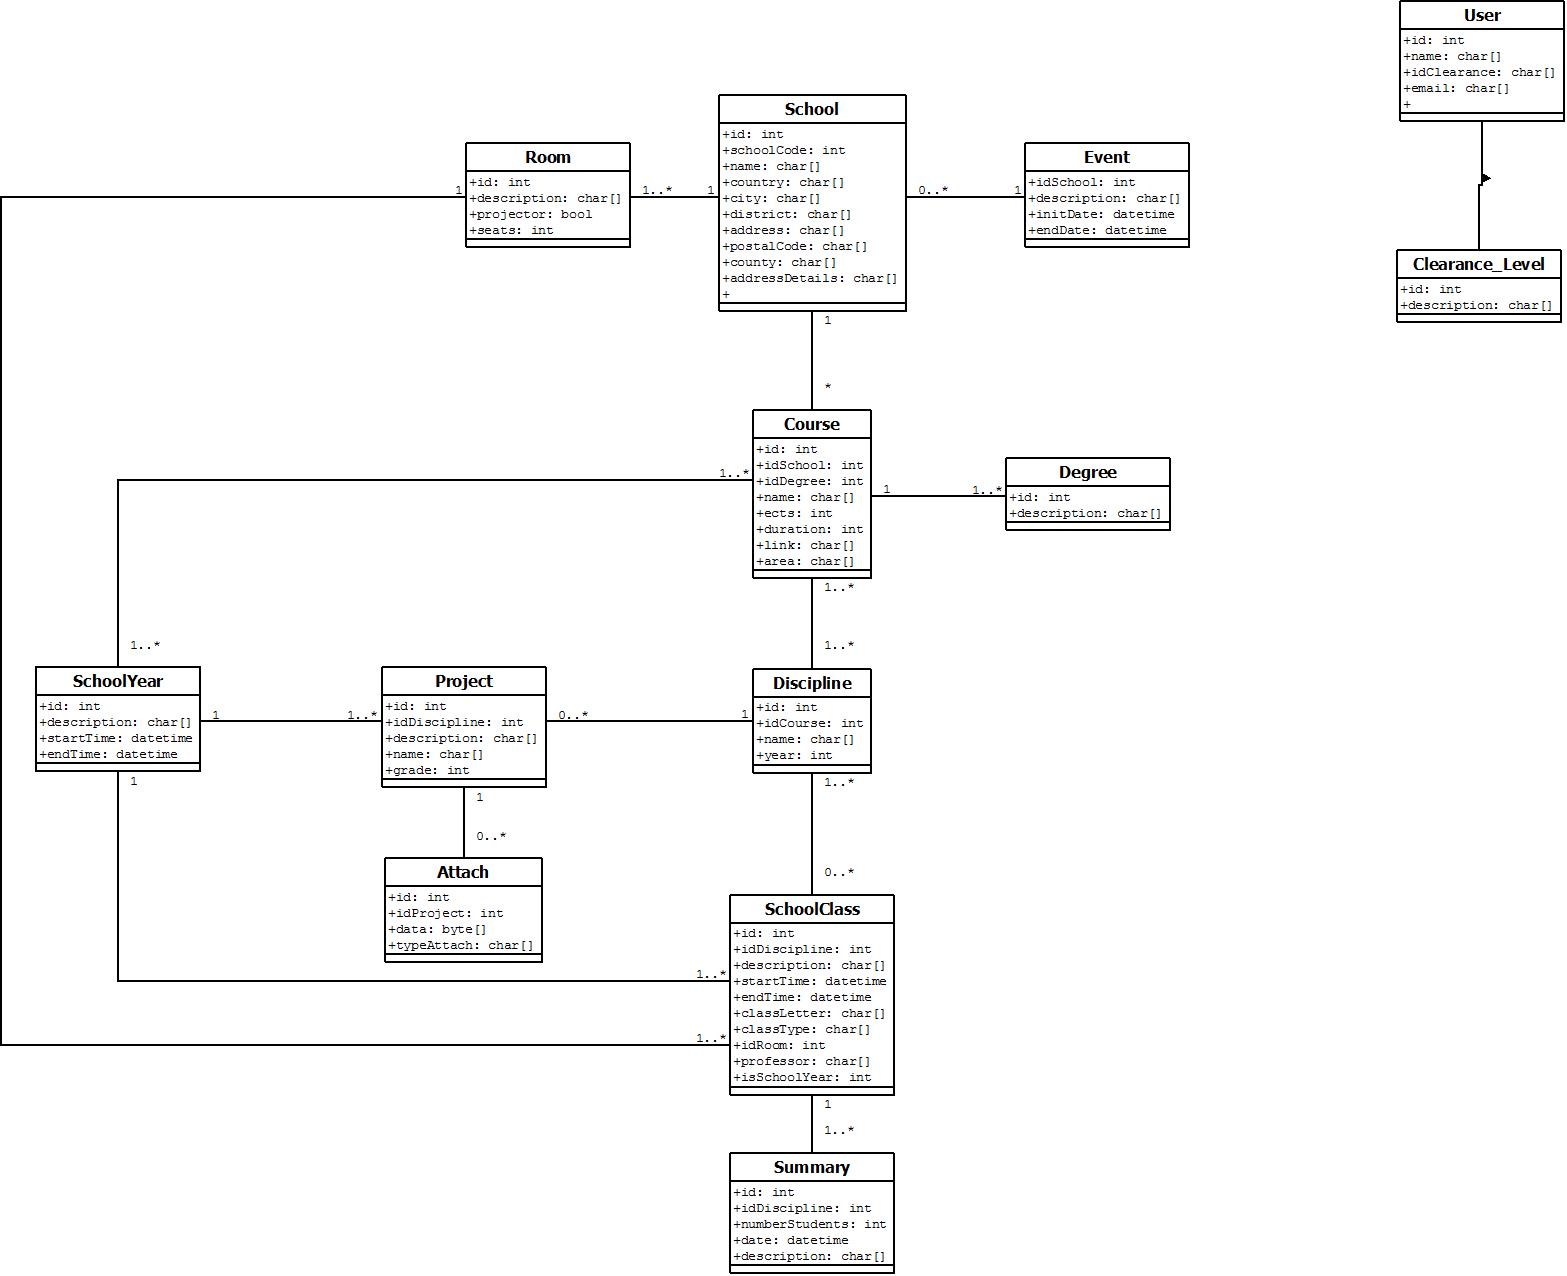 User
+id: int
+name: char[]
+idClearance: char[]
+email: char[]
+
School
+id: int
+schoolCode: int
+name: char[]
+country: char[]
+city: char[]
+district: char[]
+address: char[]
+postalCode: char[]
+county: char[]
+addressDetails: char[]
+
Room
+id: int
+description: char[]
+projector: bool
+seats: int
Event
+idSchool: int
+description: char[]
+initDate: datetime
+endDate: datetime
1
1..*
1
0..*
1
Clearance_Level
+id: int
+description: char[]
1
*
Course
+id: int
+idSchool: int
+idDegree: int
+name: char[]
+ects: int
+duration: int
+link: char[]
+area: char[]
1..*
1
1..*
Degree
+id: int
+description: char[]
1..*
1..*
1..*
SchoolYear
+id: int
+description: char[]
+startTime: datetime
+endTime: datetime
1
1..*
Project
+id: int
+idDiscipline: int
+description: char[]
+name: char[]
+grade: int
0..*
1
Discipline
+id: int
+idCourse: int
+name: char[]
+year: int
1
1
1..*
0..*
0..*
Attach
+id: int
+idProject: int
+data: byte[]
+typeAttach: char[]
SchoolClass
+id: int
+idDiscipline: int
+description: char[]
+startTime: datetime
+endTime: datetime
+classLetter: char[]
+classType: char[]
+idRoom: int
+professor: char[]
+isSchoolYear: int
1..*
1..*
1
1..*
Summary
+id: int
+idDiscipline: int
+numberStudents: int
+date: datetime
+description: char[]